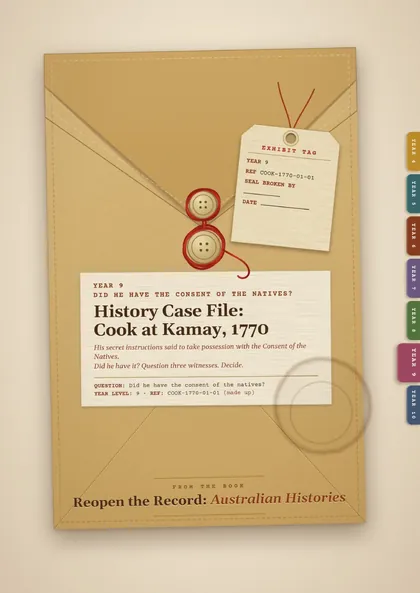 EXHIBIT TAG
YEAR 9
REF COOK-1770-01-01
SEAL BROKEN BY
DATE
YEAR 9
DID HE HAVE THE CONSENT OF THE NATIVES?
History Case File:
Cook at Kamay, 1770
His secret instructions said to take possession with the Consent of the
Natives,
Did he have it? Question three witnesses. Decide.
QUESTION: Did he have the consent of the natives?
YEAR LEVEL: 9 · REF: COOK-1770-01-01 (made up)
FROM THE BOOK
Reopen the Record: Australian Histories
YEAR 4
YEAR 5
YEAR 6
YEAR 7
YEAR 8
YEAR 9
YEAR 10